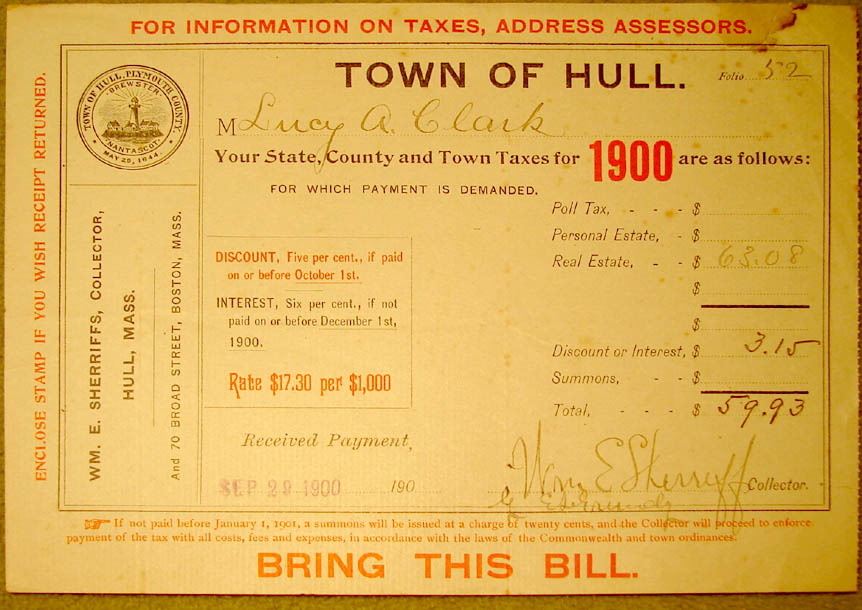 FOR INFORMATION ON TAXES, ADDRESS ASSESSORS.
ENCLOSE STAMP IF YOU WISH RECEIPT RETURNED.
TOWN OF HULL, PLYMOUTH COUNTY.
BREWSTER
NANTASCOT
MAY 29, 1644.
WM. E. SHERRIFFS, COLLECTOR,
HULL, MASS.
And 70 BROAD STREET, BOSTON, MASS.
TOWN OF HULL.
Folio 52
M Lucy A. Clark
Your State, County and Town Taxes for 1900 are as follows:
FOR WHICH PAYMENT IS DEMANDED.
Poll Tax, - - - $
Personal Estate, - $
Real Estate, - - $ 63.08
$
$
Discount or Interest, $ 3.15
Summons, - - $
Total, - - - $ 59.93
DISCOUNT, Five per cent., if paid
on or before October 1st.
INTEREST, Six per cent., if not
paid on or before December 1st,
1900.
Rate $17.30 per $1,000
Received Payment,
SEP 29 1900 190
Wm E Sherriff Collector.
☞ If not paid before January 1, 1901, a summons will be issued at a charge of twenty cents, and the Collector will proceed to enforce
payment of the tax with all costs, fees and expenses, in accordance with the laws of the Commonwealth and town ordinances.
BRING THIS BILL.